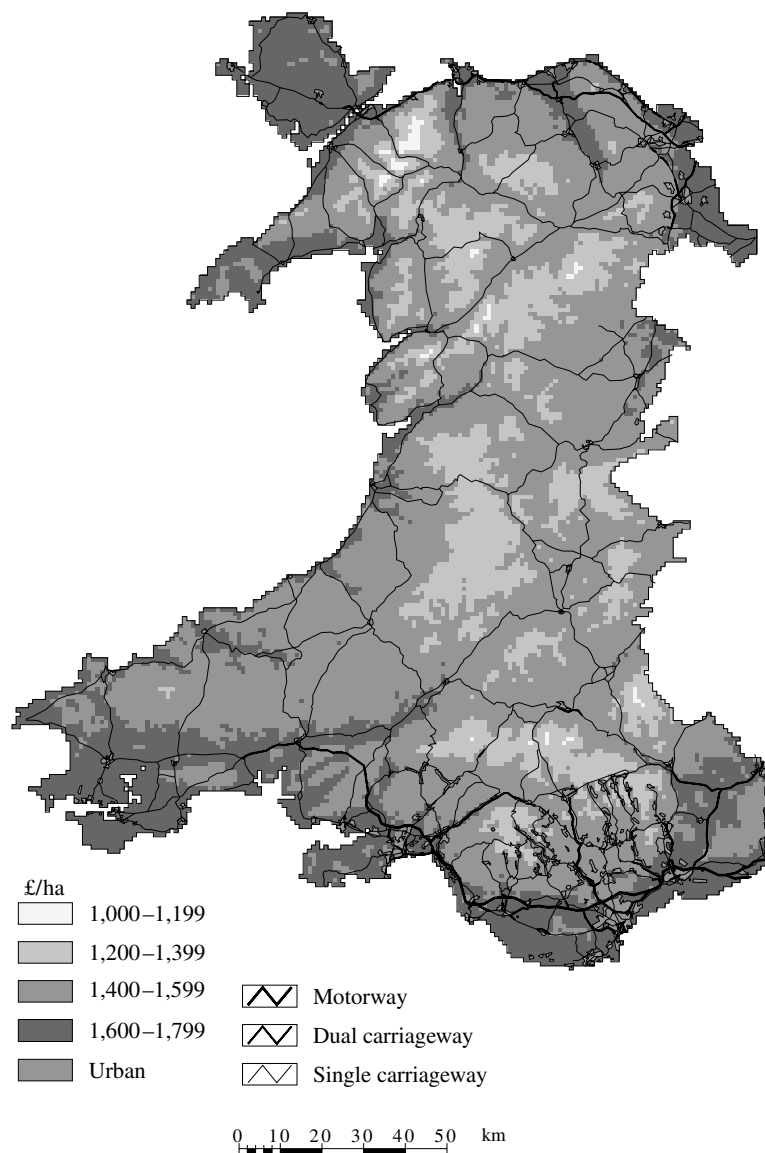 £/ha
1,000–1,199
1,200–1,399
1,400–1,599
1,600–1,799
Urban
Motorway
Dual carriageway
Single carriageway
0 10 20 30 40 50 km